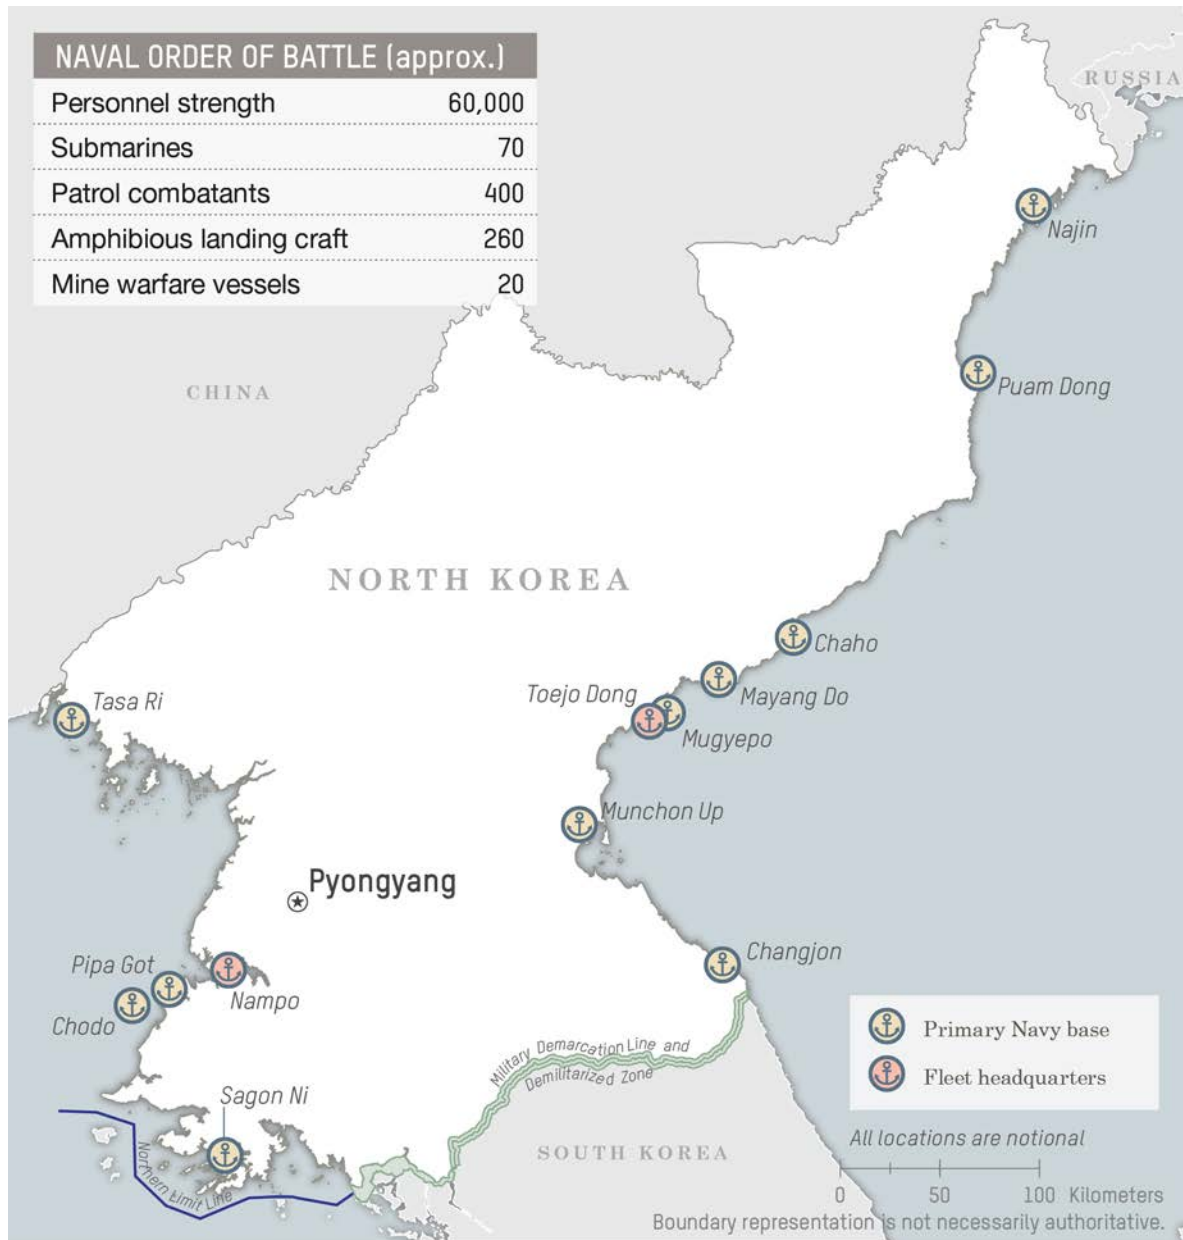 NAVAL ORDER OF BATTLE (approx.)
Personnel strength 60,000
Submarines 70
Patrol combatants 400
Amphibious landing craft 260
Mine warfare vessels 20
RUSSIA
Najin
CHINA
Puam Dong
NORTH KOREA
Chaho
Tasa Ri
Toejo Dong
Mayang Do
Mugyepo
Munchon Up
Pyongyang
Changjon
Pipa Got
Nampo
Chodo
Military Demarcation Line and
Demilitarized Zone
Sagon Ni
Northern Limit Line
SOUTH KOREA
Primary Navy base
Fleet headquarters
All locations are notional
0 50 100 Kilometers
Boundary representation is not necessarily authoritative.